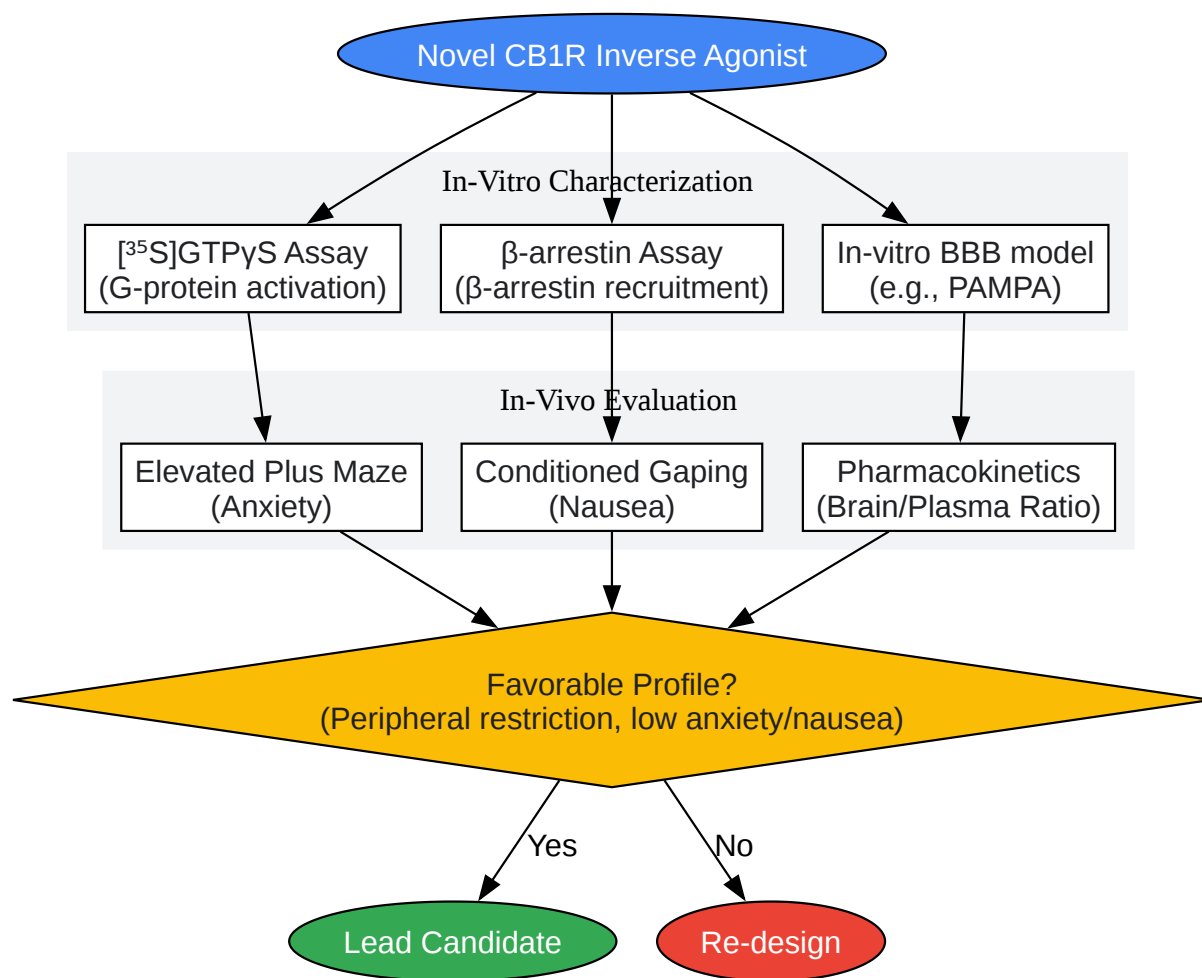 Novel CB1R Inverse Agonist
In-Vitro Characterization
[³⁵S]GTPγS Assay
(G-protein activation)
β-arrestin Assay
(β-arrestin recruitment)
In-vitro BBB model
(e.g., PAMPA)
In-Vivo Evaluation
Elevated Plus Maze
(Anxiety)
Conditioned Gaping
(Nausea)
Pharmacokinetics
(Brain/Plasma Ratio)
Favorable Profile?
(Peripheral restriction, low anxiety/nausea)
Yes
No
Lead Candidate
Re-design